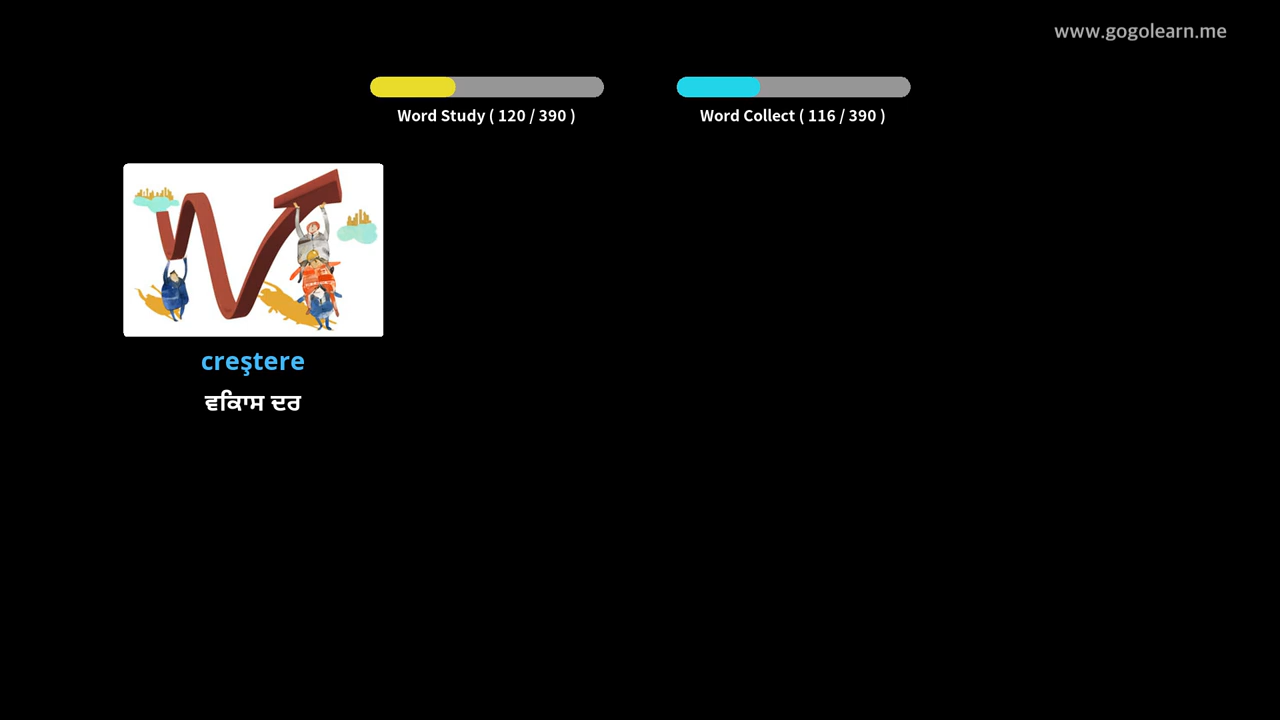 www.gogolearn.me
Word Study ( 120 / 390 )
Word Collect ( 116 / 390 )
creştere
ਵਿਕਾਸ ਦਰ